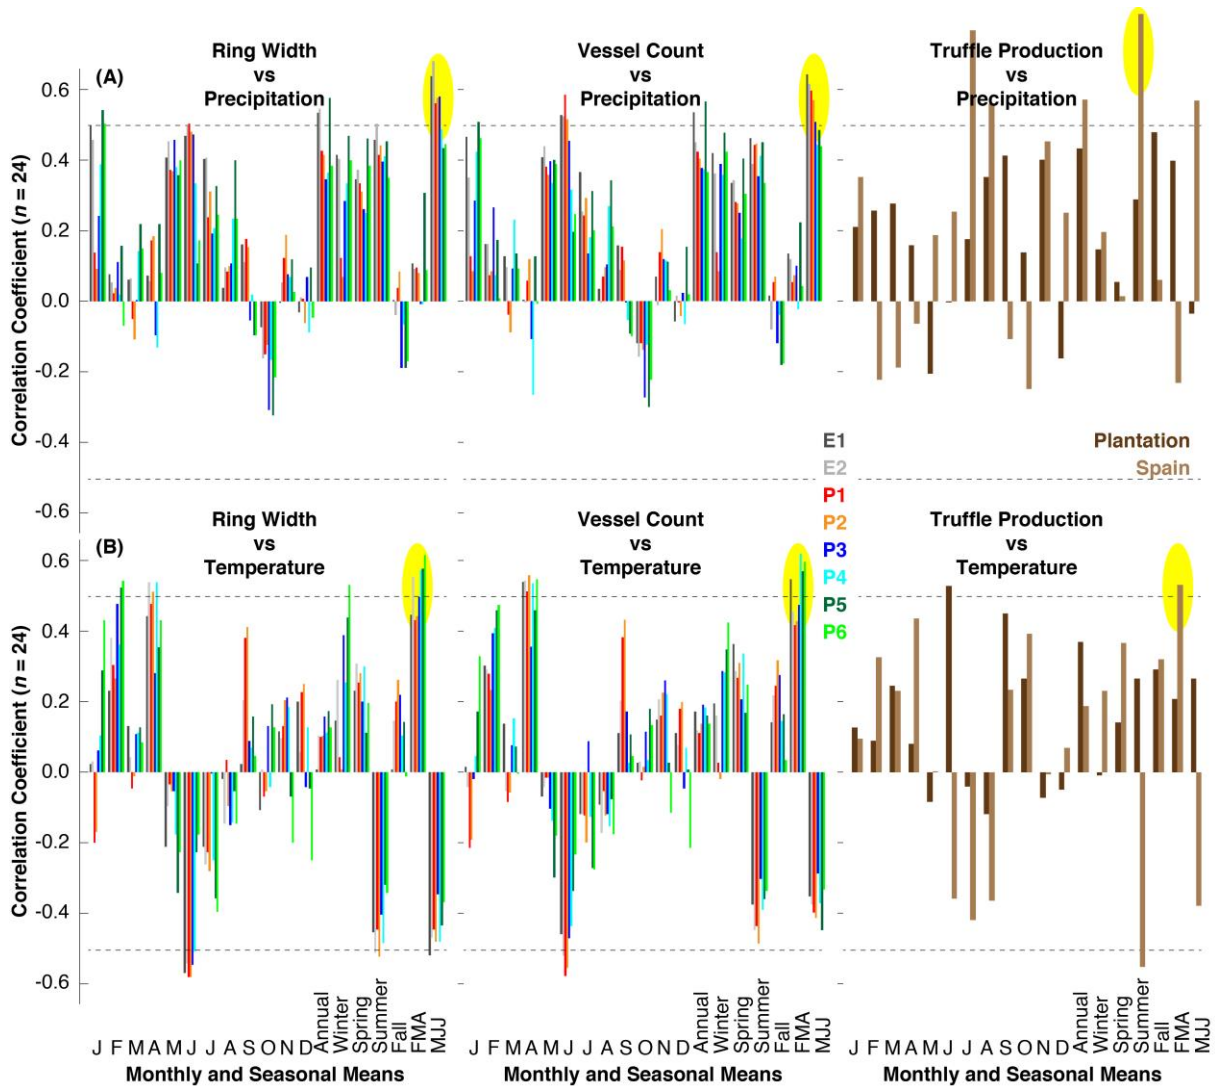 (A)
Ring Width
vs
Precipitation
Vessel Count
vs
Precipitation
Truffle Production
vs
Precipitation
Correlation Coefficient (n = 24)
0.6
0.4
0.2
0.0
-0.2
-0.4
-0.6
E1
E2
P1
P2
P3
P4
P5
P6
Plantation
Spain
(B)
Ring Width
vs
Temperature
Vessel Count
vs
Temperature
Truffle Production
vs
Temperature
Correlation Coefficient (n = 24)
0.6
0.4
0.2
0.0
-0.2
-0.4
-0.6
J F M A M J J A S O N D Annual Winter Spring Summer Fall FMA MJJ
J F M A M J J A S O N D Annual Winter Spring Summer Fall FMA MJJ
J F M A M J J A S O N D Annual Winter Spring Summer Fall FMA MJJ
Monthly and Seasonal Means
Monthly and Seasonal Means
Monthly and Seasonal Means